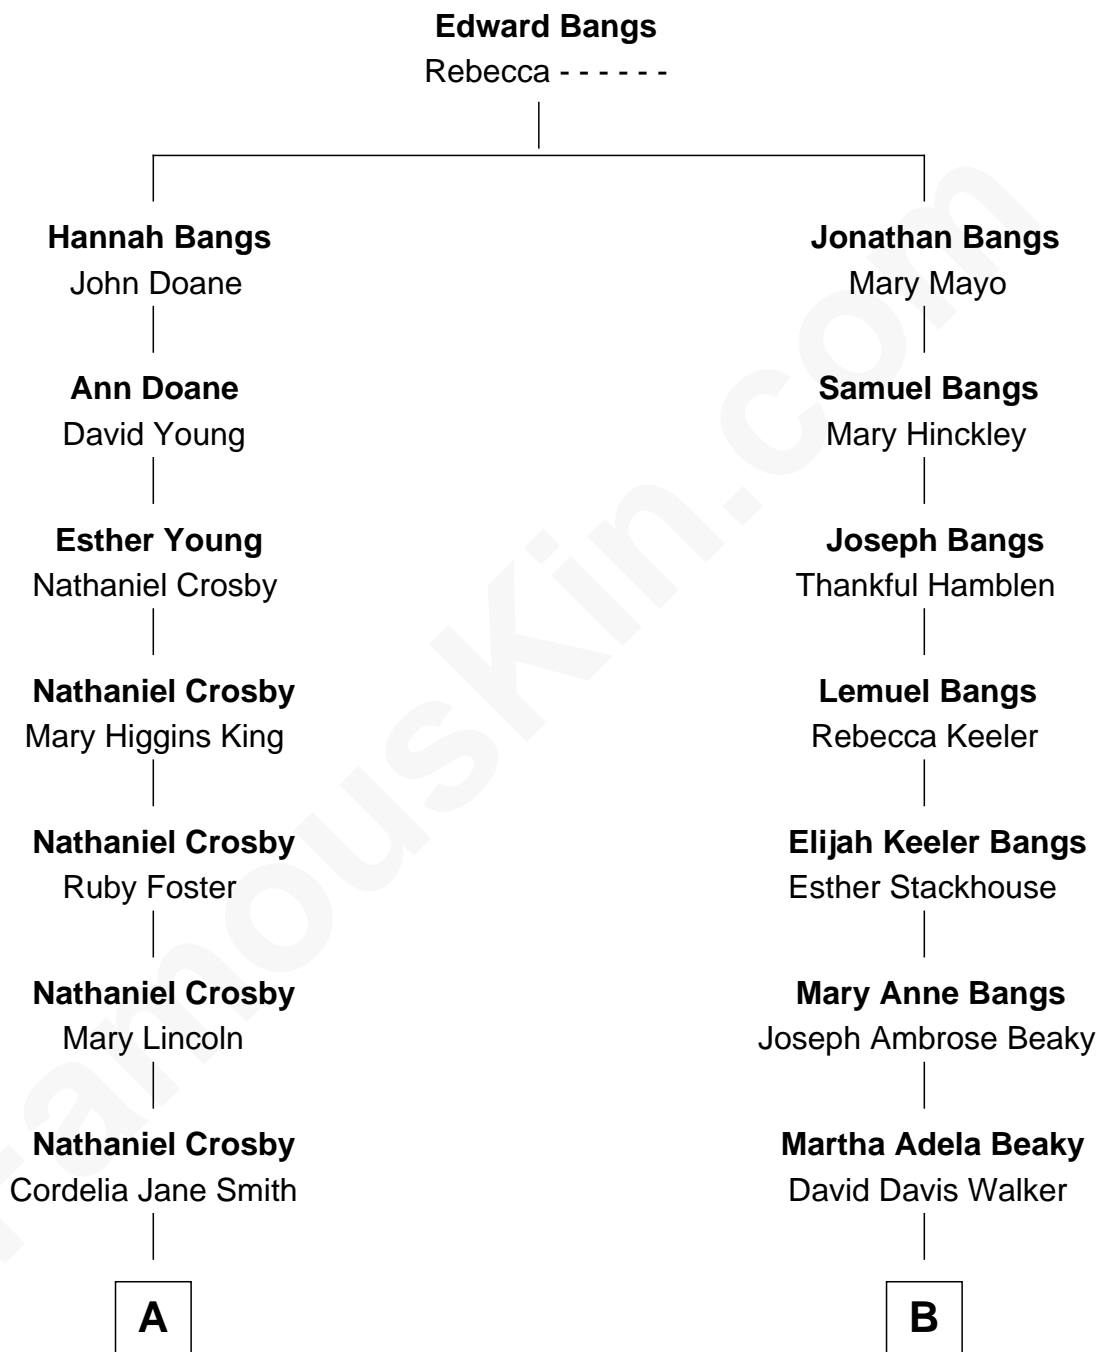 Edward Bangs
Rebecca - - - - - -
Hannah Bangs
John Doane
Jonathan Bangs
Mary Mayo
Ann Doane
David Young
Samuel Bangs
Mary Hinckley
Esther Young
Nathaniel Crosby
Joseph Bangs
Thankful Hamblen
Nathaniel Crosby
Mary Higgins King
Lemuel Bangs
Rebecca Keeler
Nathaniel Crosby
Ruby Foster
Elijah Keeler Bangs
Esther Stackhouse
Nathaniel Crosby
Mary Lincoln
Mary Anne Bangs
Joseph Ambrose Beaky
Nathaniel Crosby
Cordelia Jane Smith
Martha Adela Beaky
David Davis Walker
A
B
FamousKin.com